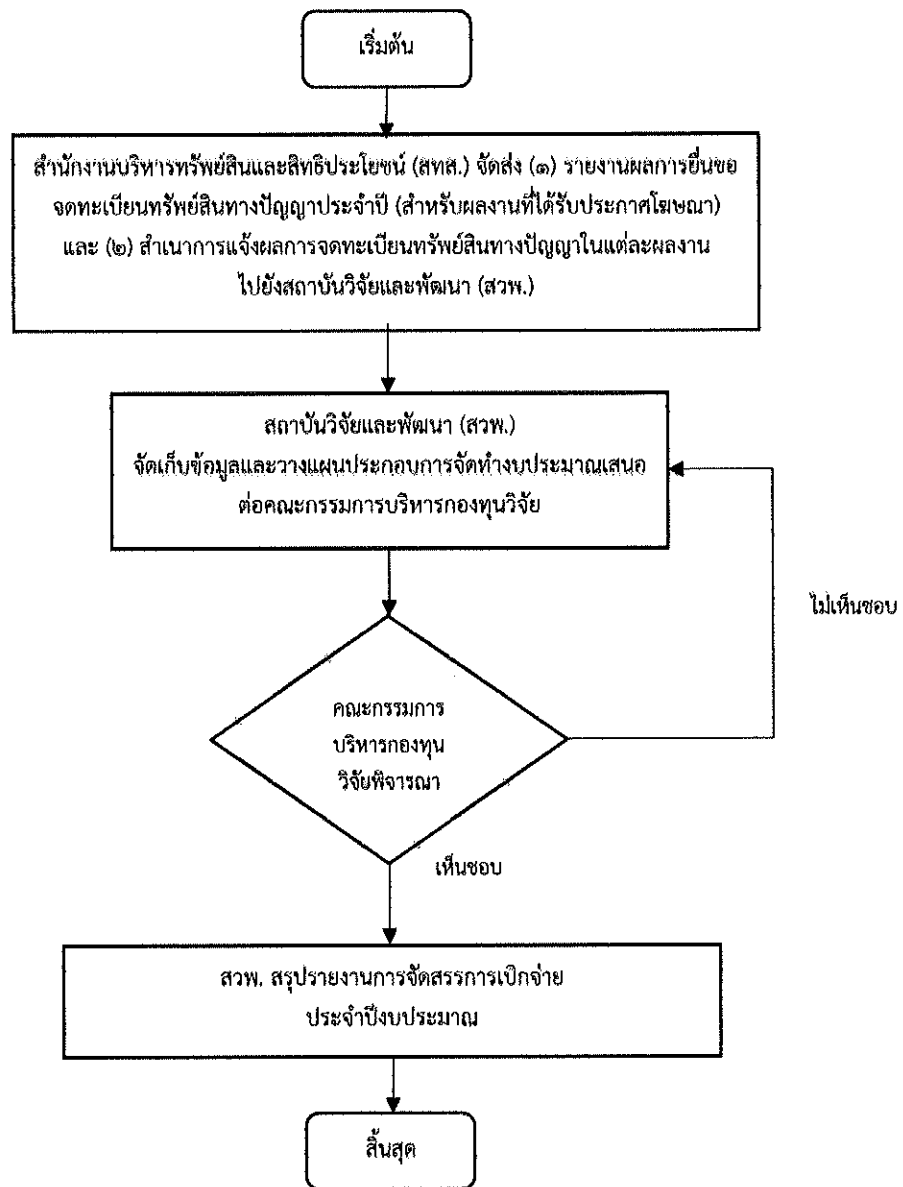 เริ่มต้น
สำนักงานบริหารทรัพย์สินและสิทธิประโยชน์ (สทส.) จัดส่ง (๑) รายงานผลการยื่นขอ
จดทะเบียนทรัพย์สินทางปัญญาประจำปี (สำหรับผลงานที่ได้รับประกาศโฆษณา)
และ (๒) สำเนาการแจ้งผลการจดทะเบียนทรัพย์สินทางปัญญาในแต่ละผลงาน
ไปยังสถาบันวิจัยและพัฒนา (สวพ.)
สถาบันวิจัยและพัฒนา (สวพ.)
จัดเก็บข้อมูลและวางแผนประกอบการจัดทำงบประมาณเสนอ
ต่อคณะกรรมการบริหารกองทุนวิจัย
ไม่เห็นชอบ
คณะกรรมการ
บริหารกองทุน
วิจัยพิจารณา
เห็นชอบ
สวพ. สรุปรายงานการจัดสรรการเบิกจ่าย
ประจำปีงบประมาณ
สิ้นสุด